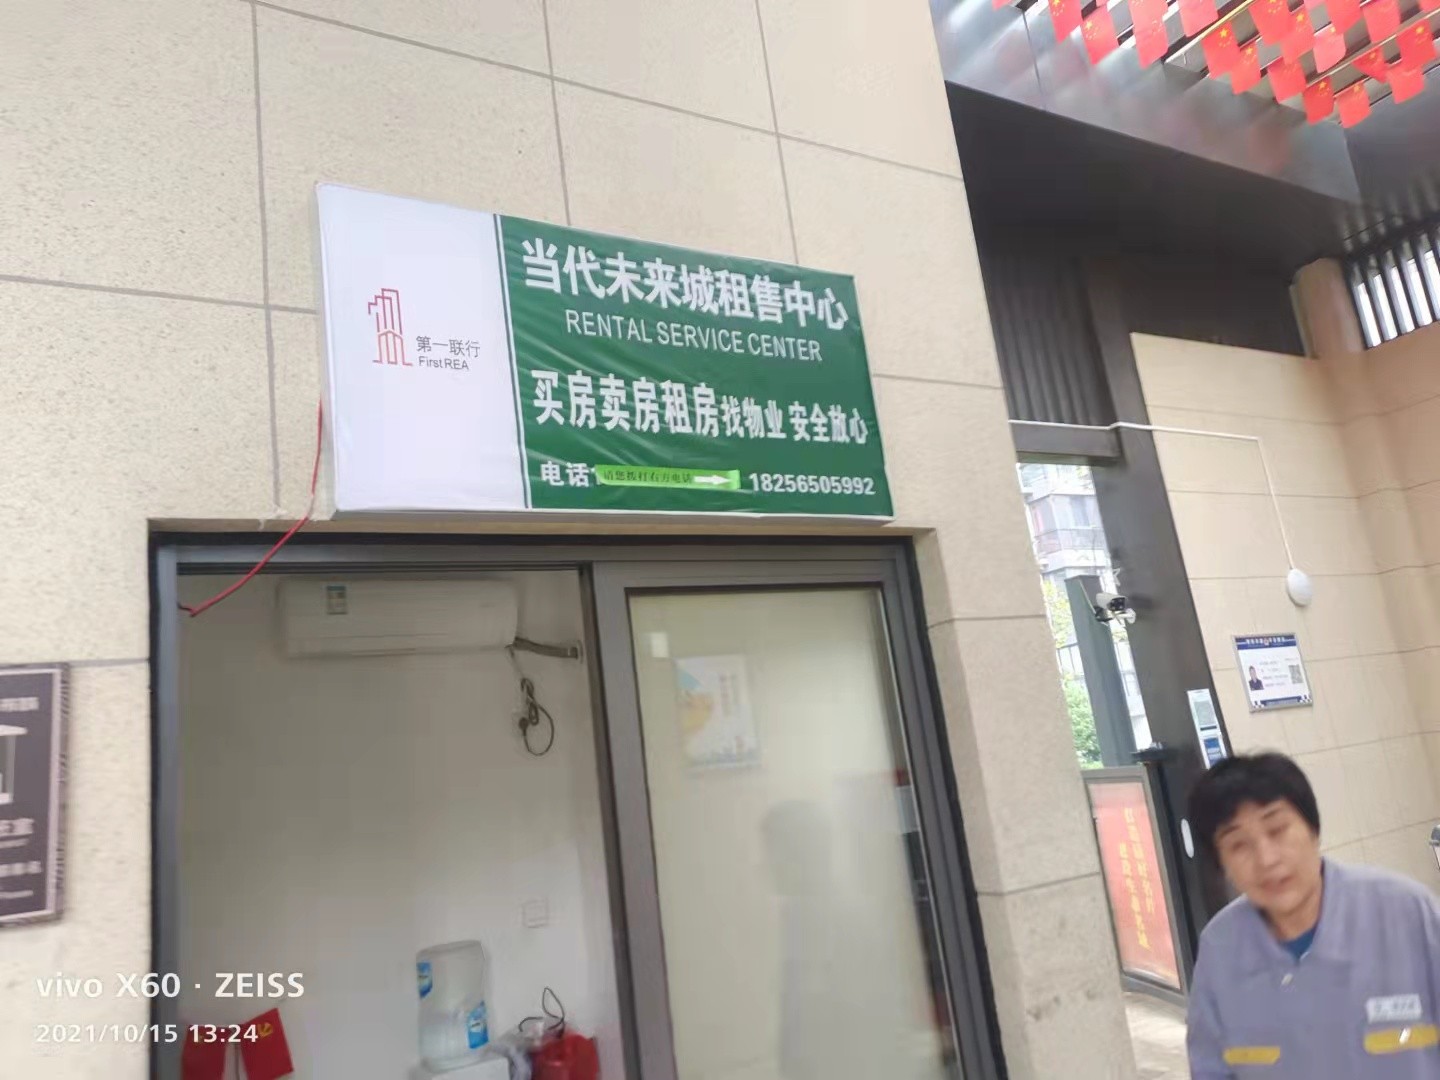 当代未来城租售中心
RENTAL SERVICE CENTER
第一联行
FirstREA
买房卖房租房找物业 安全放心
电话
请您拨打右方电话
18256505992
vivo X60 · ZEISS
2021/10/15 13:24